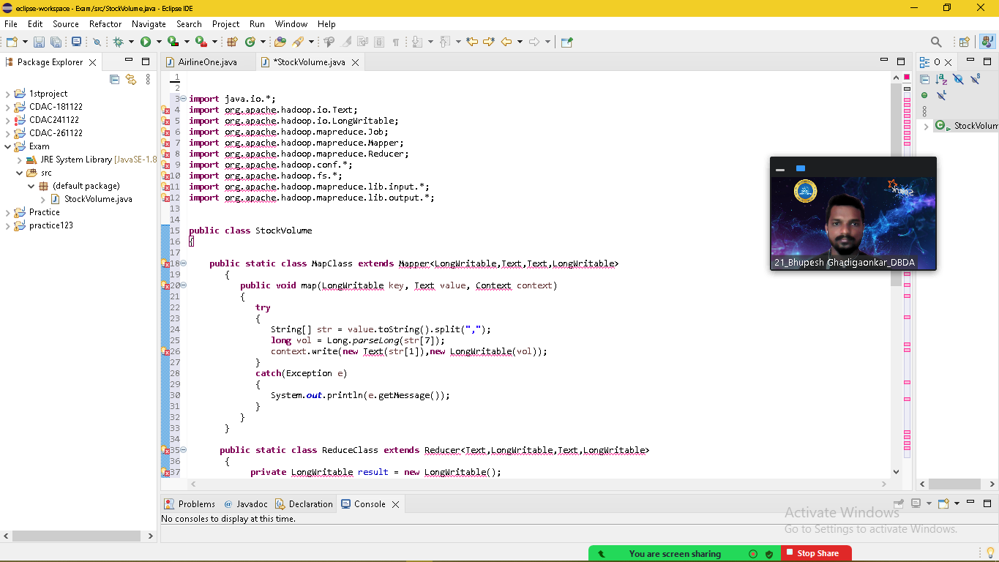 eclipse-workspace - Exam/src/StockVolume.java - Eclipse IDE
File Edit Source Refactor Navigate Search Project Run Window Help
Package Explorer
AirlineOne.java
*StockVolume.java
1stproject
CDAC-181122
CDAC241122
CDAC-261122
Exam
JRE System Library [JavaSE-1.8
src
(default package)
StockVolume.java
Practice
practice123
1
2
3 import java.io.*;
4 import org.apache.hadoop.io.Text;
5 import org.apache.hadoop.io.LongWritable;
6 import org.apache.hadoop.mapreduce.Job;
7 import org.apache.hadoop.mapreduce.Mapper;
8 import org.apache.hadoop.mapreduce.Reducer;
9 import org.apache.hadoop.conf.*;
10 import org.apache.hadoop.fs.*;
11 import org.apache.hadoop.mapreduce.lib.input.*;
12 import org.apache.hadoop.mapreduce.lib.output.*;
13
14
15 public class StockVolume
16 {
17
18 public static class MapClass extends Mapper<LongWritable,Text,Text,LongWritable>
19 {
20 public void map(LongWritable key, Text value, Context context)
21 {
22 try
23 {
24 String[] str = value.toString().split(",");
25 long vol = Long.parseLong(str[7]);
26 context.write(new Text(str[1]),new LongWritable(vol));
27 }
28 catch(Exception e)
29 {
30 System.out.println(e.getMessage());
31 }
32 }
33 }
34
35 public static class ReduceClass extends Reducer<Text,LongWritable,Text,LongWritable>
36 {
37 private LongWritable result = new LongWritable();
O
StockVolum
21_Bhupesh Ghadigaonkar_DBDA
Problems @ Javadoc Declaration Console
No consoles to display at this time.
Activate Windows
Go to Settings to activate Windows.
You are screen sharing
Stop Share